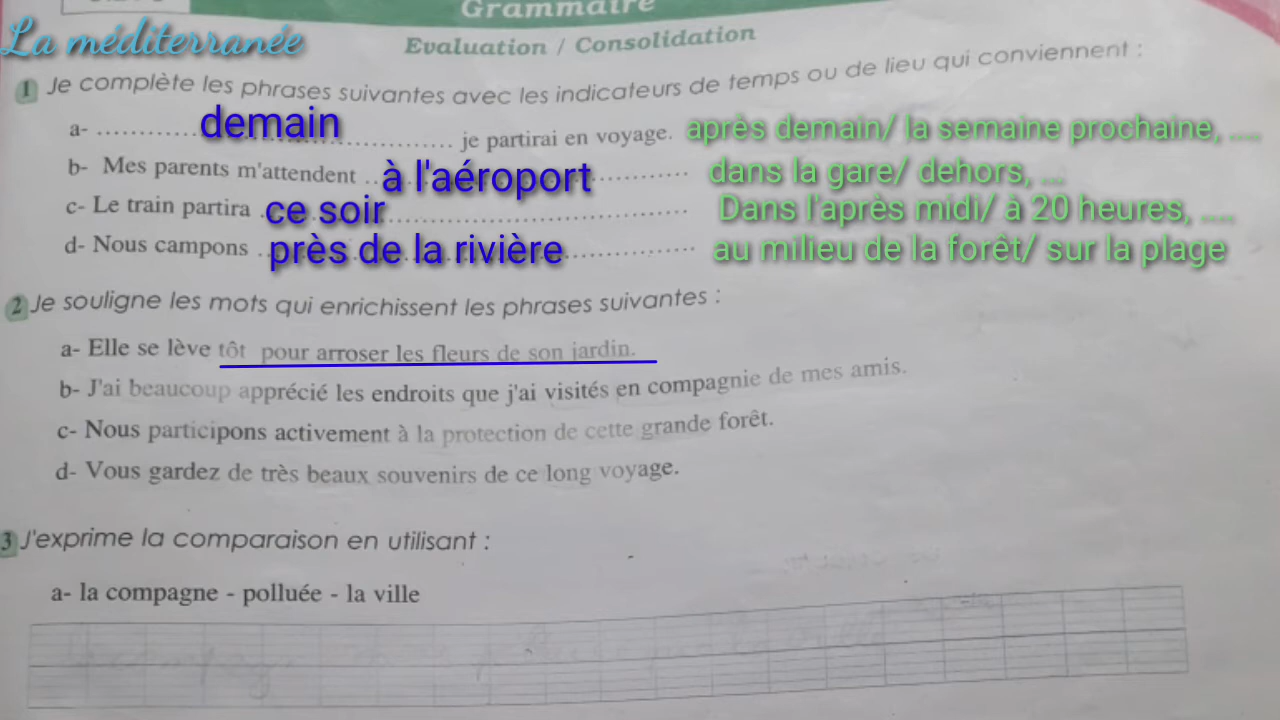 Grammaire
La méditerranée
Evaluation / Consolidation
1 Je complète les phrases suivantes avec les indicateurs de temps ou de lieu qui conviennent :
a- ............ demain .................... je partirai en voyage. après demain/ la semaine prochaine, ....
b- Mes parents m'attendent .. à l'aéroport ............ dans la gare/ dehors, ...
c- Le train partira . ce soir .................................... Dans l'après midi/ à 20 heures, ....
d- Nous campons .. près de la rivière ................ au milieu de la forêt/ sur la plage
2 Je souligne les mots qui enrichissent les phrases suivantes :
a- Elle se lève tôt pour arroser les fleurs de son jardin.
b- J'ai beaucoup apprécié les endroits que j'ai visités en compagnie de mes amis.
c- Nous participons activement à la protection de cette grande forêt.
d- Vous gardez de très beaux souvenirs de ce long voyage.
3 J'exprime la comparaison en utilisant :
a- la compagne - polluée - la ville